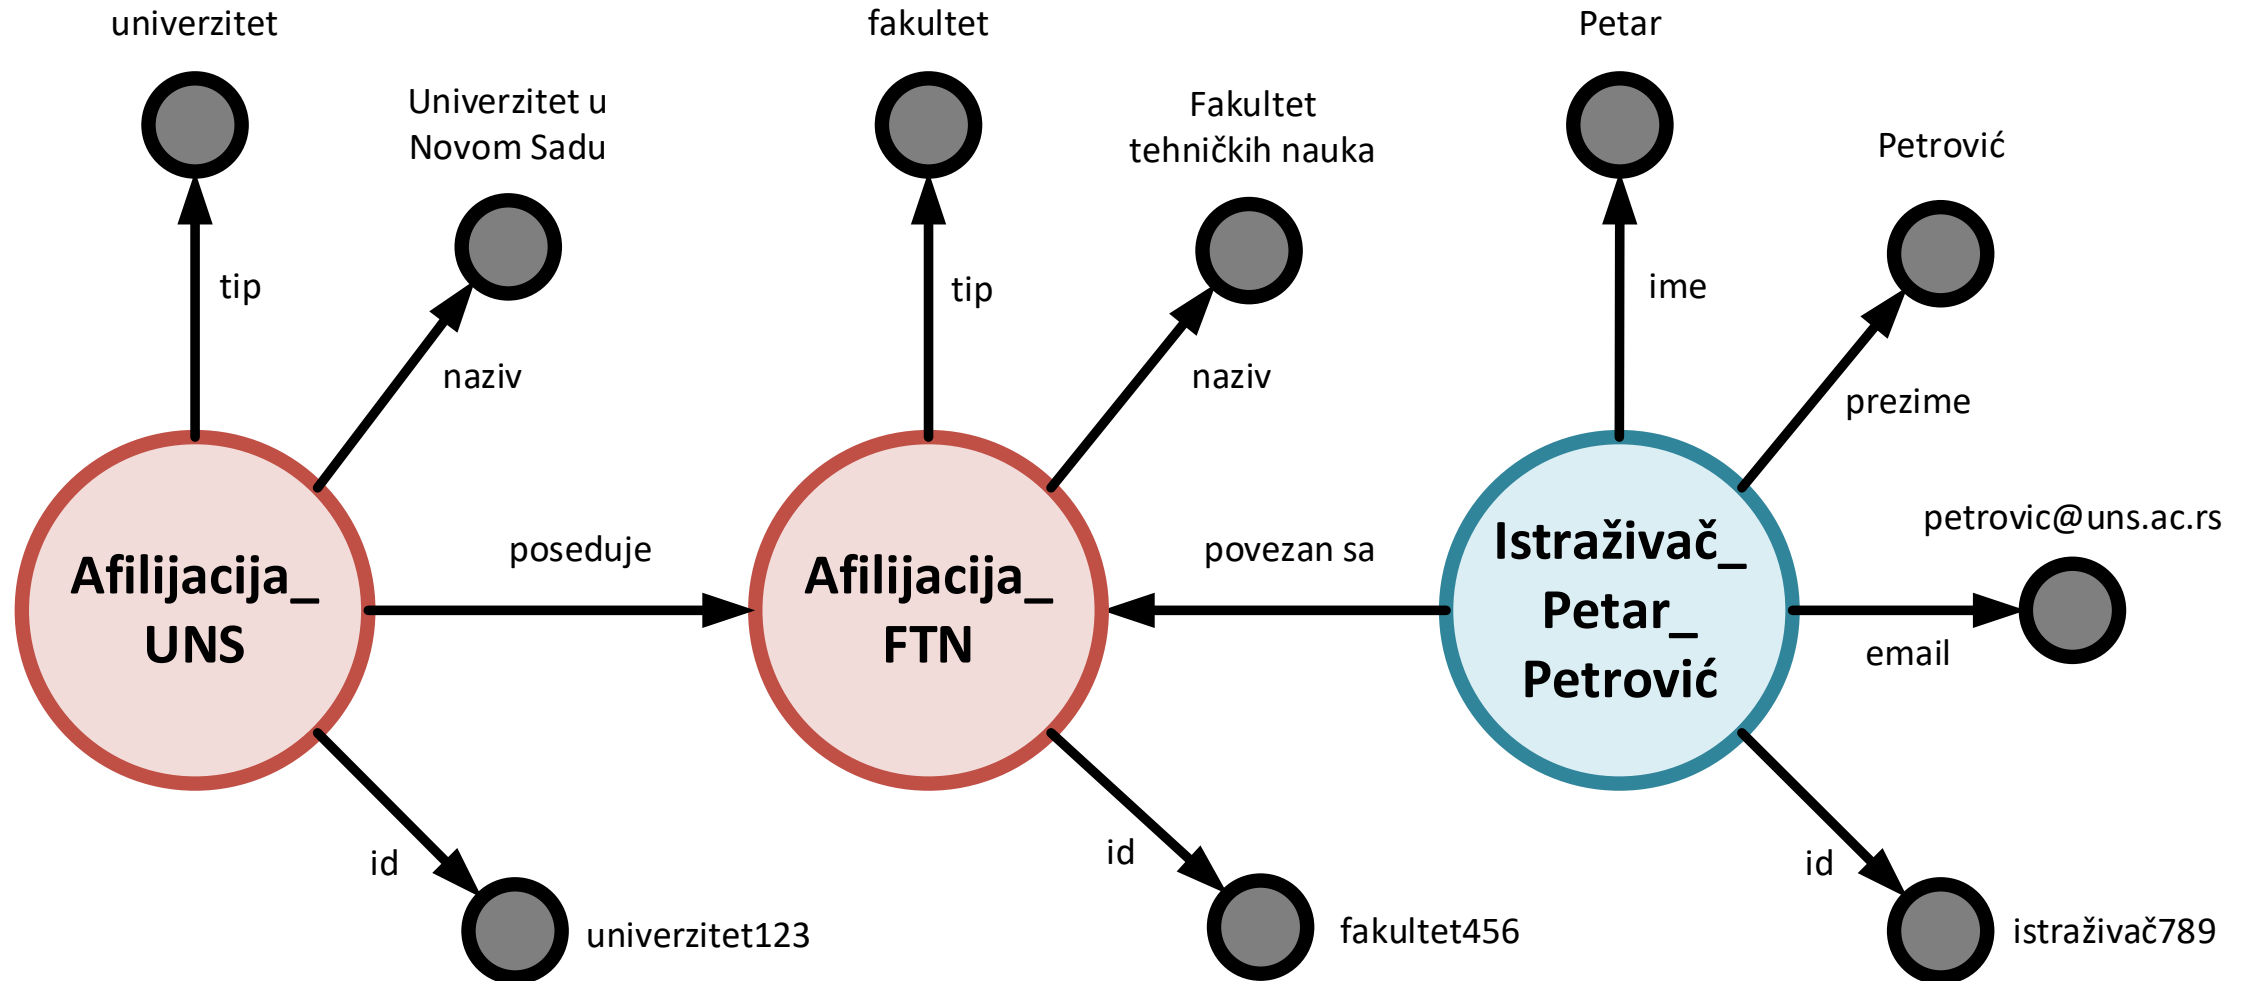 univerzitet
fakultet
Petar
Univerzitet u
Novom Sadu
Fakultet
tehničkih nauka
Petrović
tip
naziv
tip
naziv
ime
prezime
petrovic@uns.ac.rs
Afilijacija_
UNS
poseduje
Afilijacija_
FTN
povezan sa
Istraživač_
Petar_
Petrović
email
id
univerzitet123
id
fakultet456
id
istraživač789